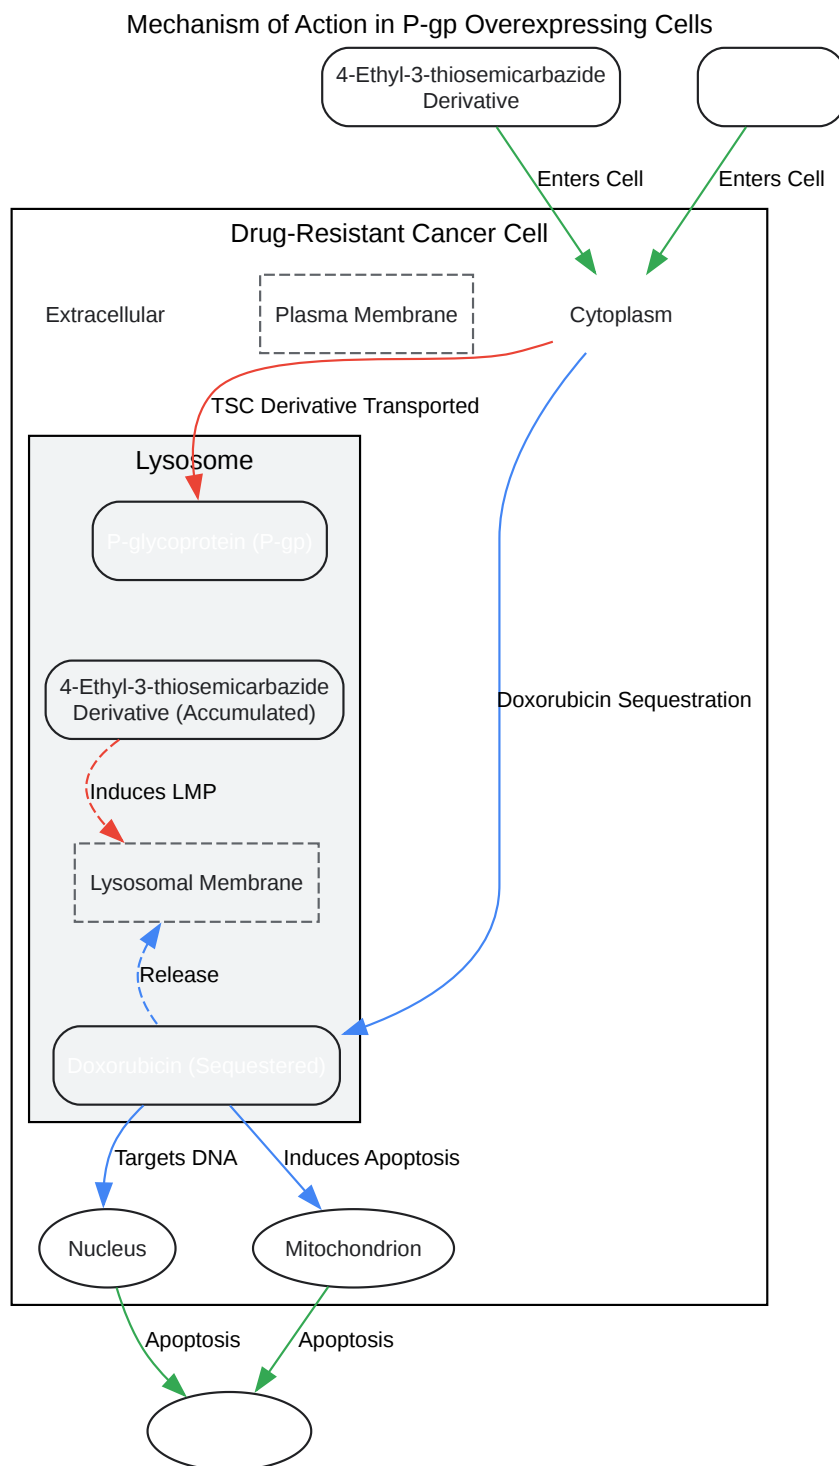 Mechanism of Action in P-gp Overexpressing Cells
4-Ethyl-3-thiosemicarbazide
Derivative
Enters Cell
Enters Cell
Drug-Resistant Cancer Cell
Extracellular
Plasma Membrane
Cytoplasm
TSC Derivative Transported
Lysosome
P-glycoprotein (P-gp)
4-Ethyl-3-thiosemicarbazide
Derivative (Accumulated)
Doxorubicin Sequestration
Induces LMP
Lysosomal Membrane
Release
Doxorubicin (Sequestered)
Targets DNA
Induces Apoptosis
Nucleus
Mitochondrion
Apoptosis
Apoptosis